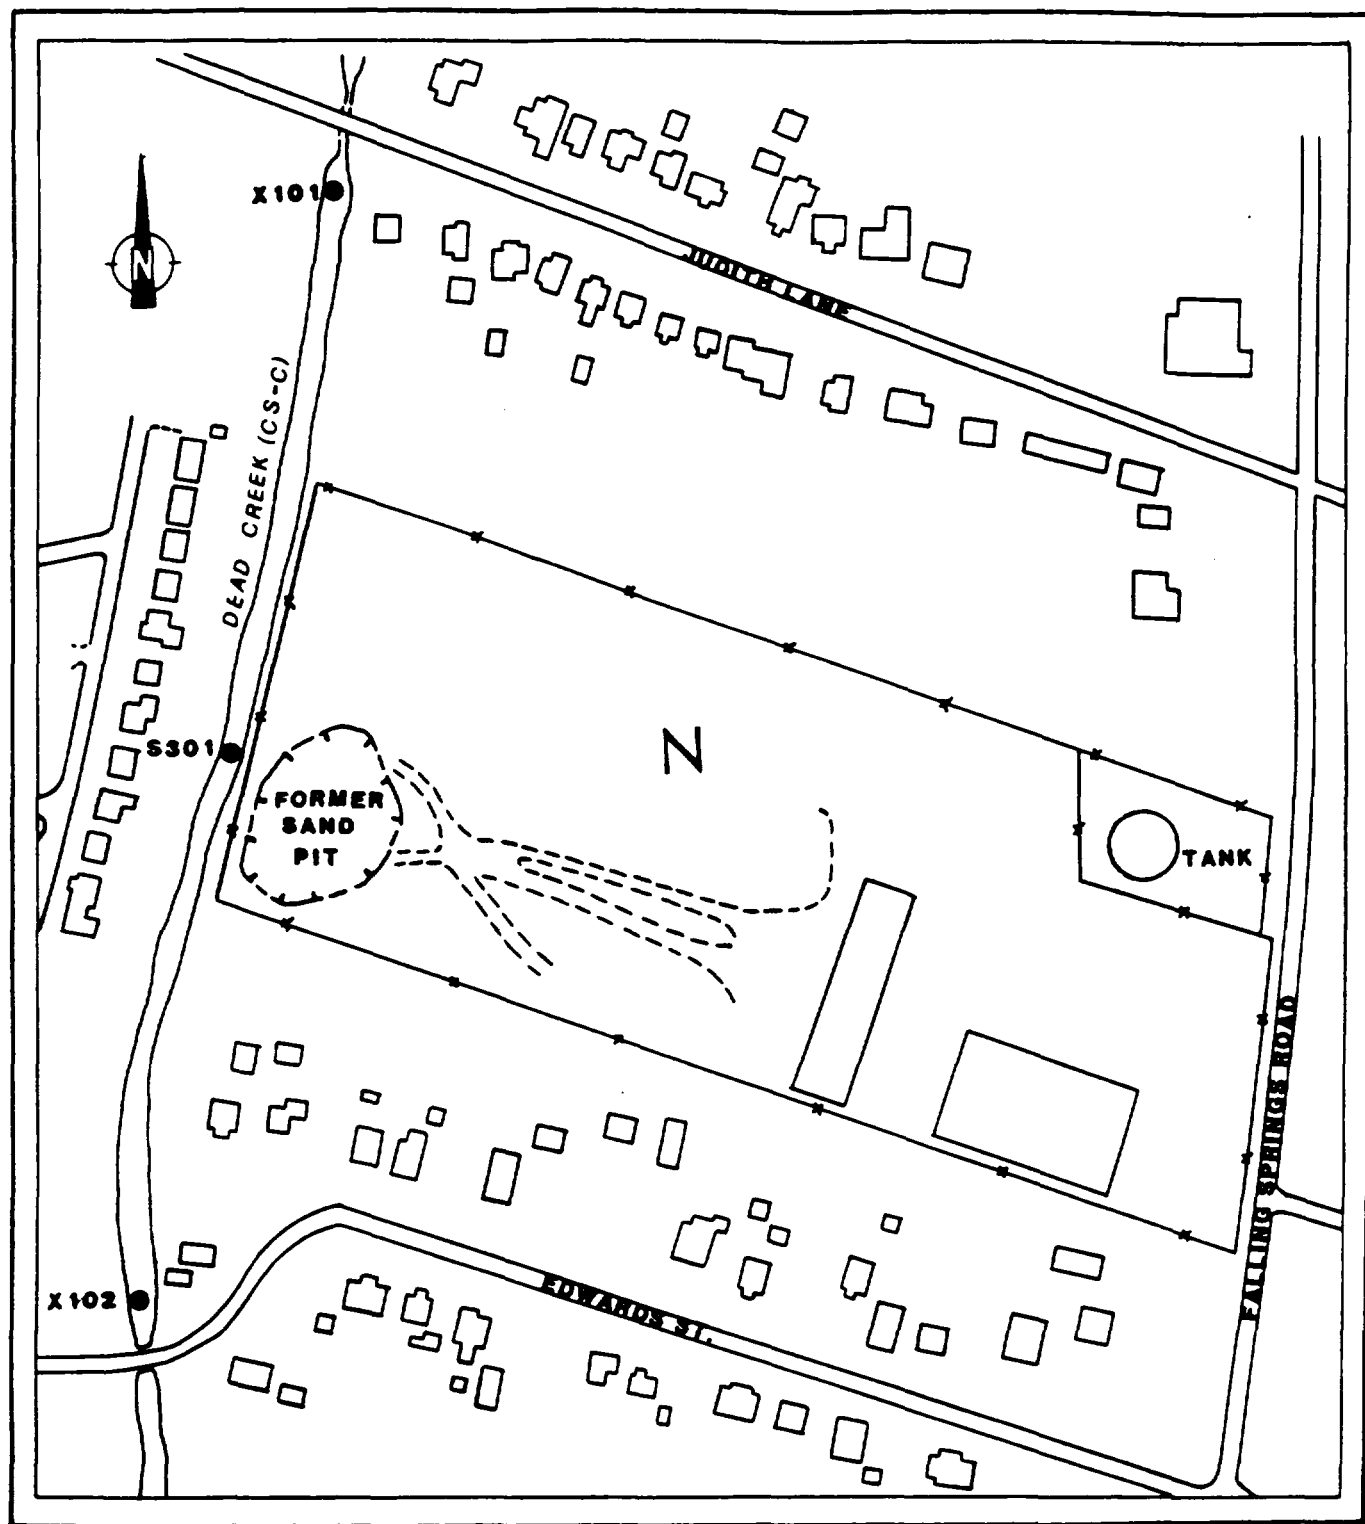 X101
N
JUDITH LANE
DEAD CREEK (CS-C)
S301
N
FORMER
SAND
PIT
TANK
FALLING SPRINGS ROAD
X102
EDWARDS ST.